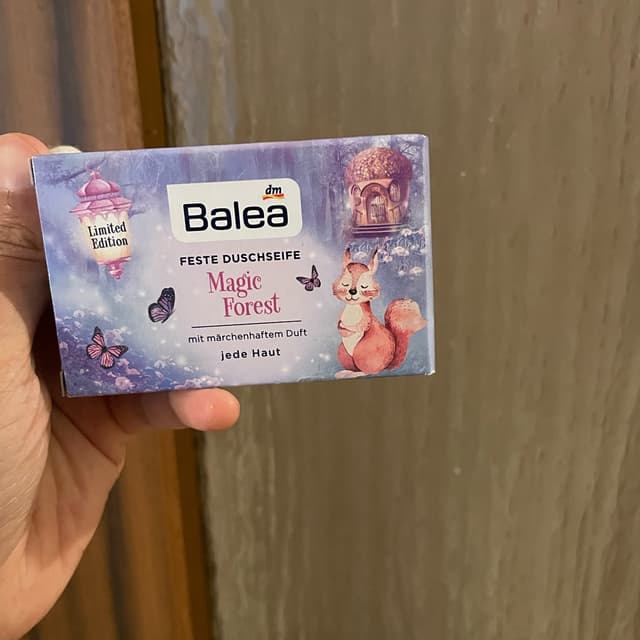 Limited
Edition
dm
Balea
FESTE DUSCHSEIFE
Magic
Forest
mit märchenhaftem Duft
jede Haut